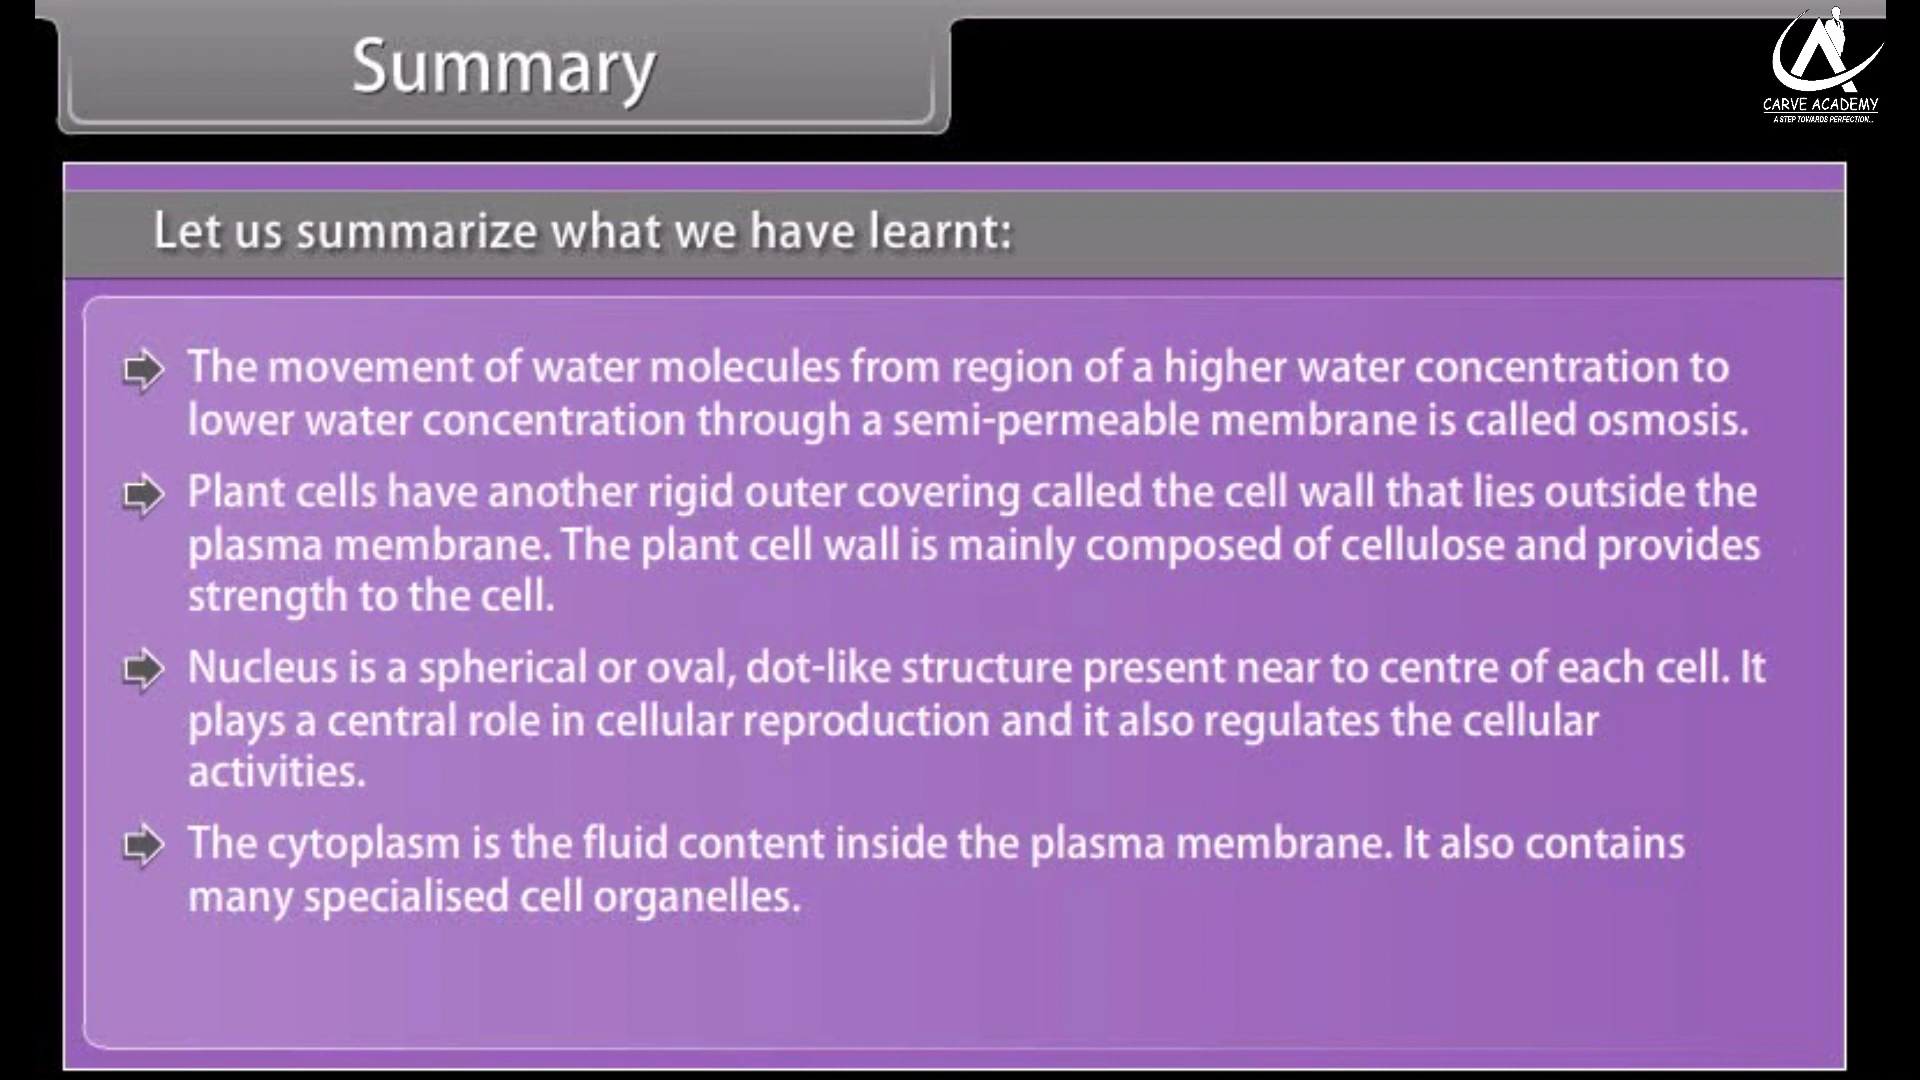 Summary
CARVE ACADEMY
A STEP TOWARDS PERFECTION...
Let us summarize what we have learnt:
The movement of water molecules from region of a higher water concentration to
lower water concentration through a semi-permeable membrane is called osmosis.
Plant cells have another rigid outer covering called the cell wall that lies outside the
plasma membrane. The plant cell wall is mainly composed of cellulose and provides
strength to the cell.
Nucleus is a spherical or oval, dot-like structure present near to centre of each cell. It
plays a central role in cellular reproduction and it also regulates the cellular
activities.
The cytoplasm is the fluid content inside the plasma membrane. It also contains
many specialised cell organelles.